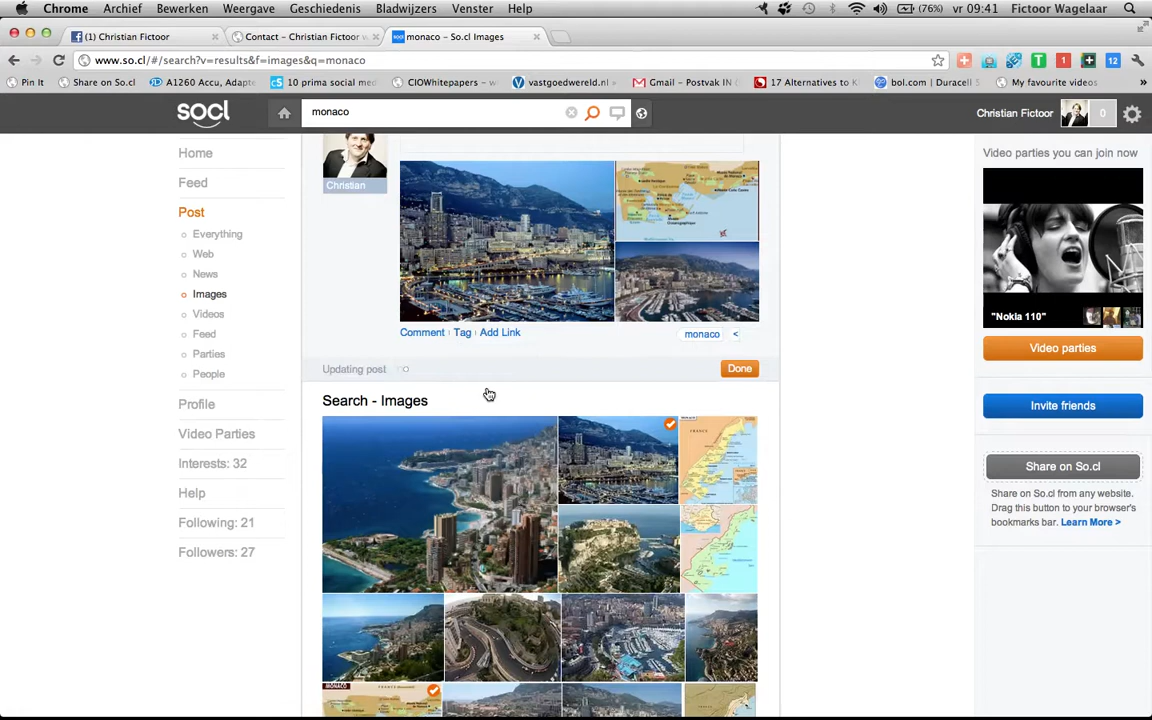 Chrome Archief Bewerken Weergave Geschiedenis Bladwijzers Venster Help (76%) vr 09:41 Fictoor Wagelaar
(1) Christian Fictoor
Contact – Christian Fictoor
monaco – So.cl Images
www.so.cl/#/search?v=results&f=images&q=monaco
Pin It
Share on So.cl
A1260 Accu, Adapte
10 prima social med
CIOWhitepapers – w
vastgoedwereld.nl
Gmail – Postvak IN (
17 Alternatives to K
bol.com | Duracell
My favourite videos
socl
monaco
Christian Fictoor 0
Home
Feed
Post
Everything
Web
News
Images
Videos
Feed
Parties
People
Profile
Video Parties
Interests: 32
Help
Following: 21
Followers: 27
Christian
Comment Tag Add Link
monaco <
Updating post
Done
Search - Images
MONACO
FRANCE
Video parties you can join now
"Nokia 110"
Video parties
Invite friends
Share on So.cl
Share on So.cl from any website.
Drag this button to your browser's
bookmarks bar. Learn More >